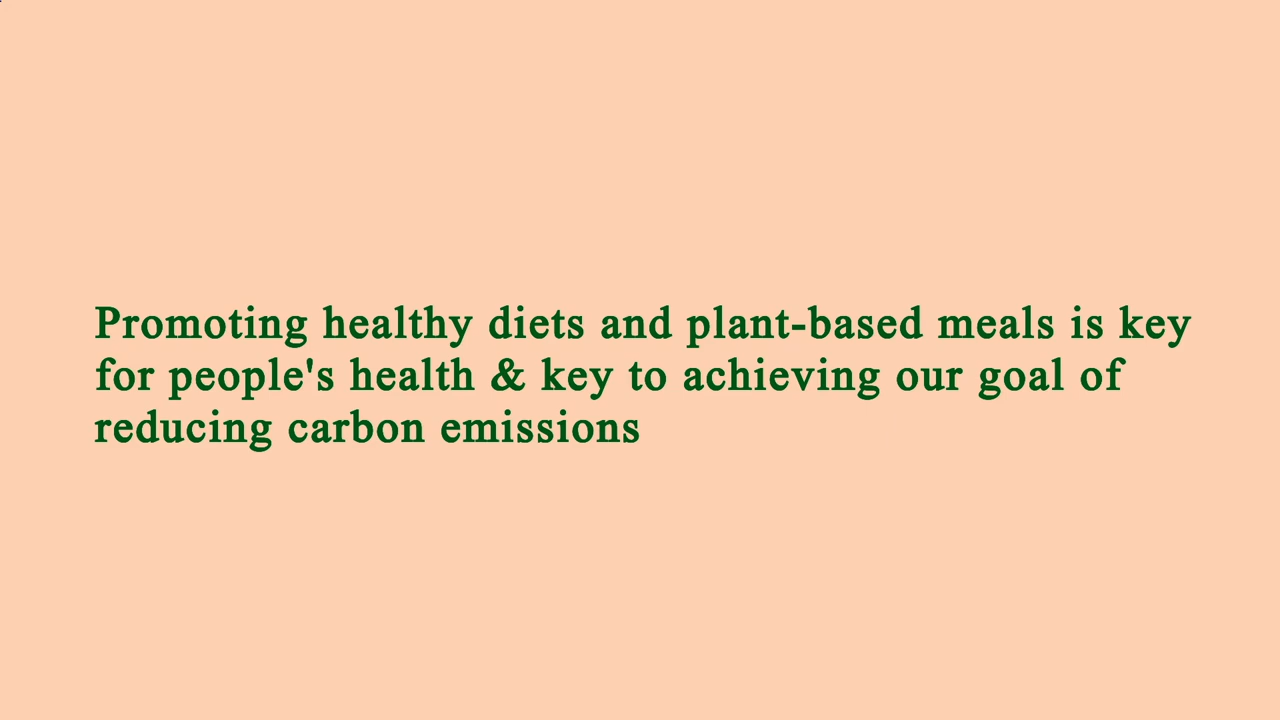 Promoting healthy diets and plant-based meals is key
for people's health & key to achieving our goal of
reducing carbon emissions